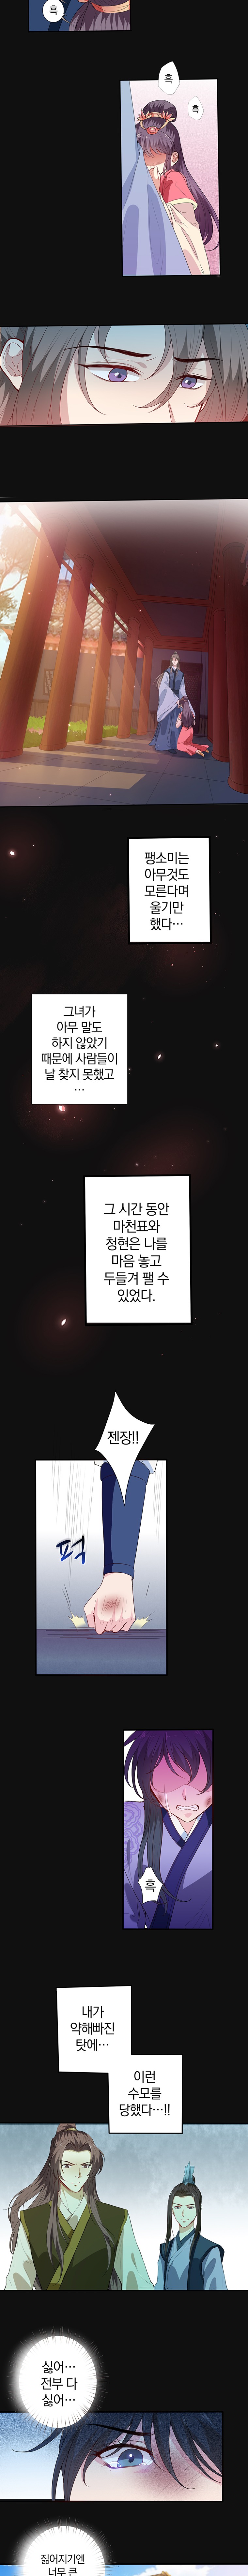 흑
흑
흑
팽소미는
아무것도
모른다며
울기만
했다…
그녀가
아무 말도
하지 않았기
때문에 사람들이
날 찾지 못했고
…
그 시간 동안
마천표와
청현은 나를
마음 놓고
두들겨 팰 수
있었다.
젠장!!
퍽
흑
내가
약해빠진
탓에…
이런
수모를
당했다…!!
싫어…
전부 다
싫어…
짊어지기엔
너무 큰